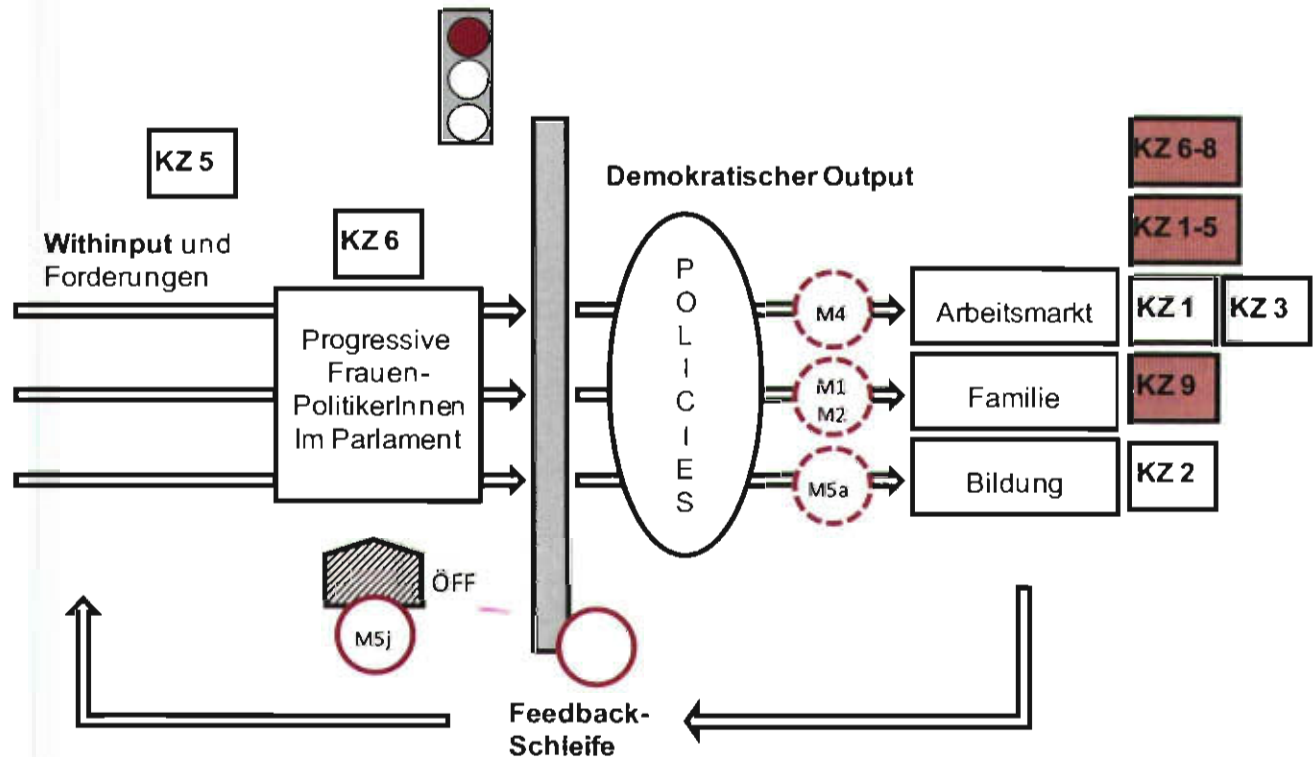 KZ 5
KZ 6
Withinput und
Forderungen
Progressive
Frauen-
PolitikerInnen
Im Parlament
ÖFF
M5j
Demokratischer Output
POLICIES
M4
M1
M2
M5a
Arbeitsmarkt
Familie
Bildung
KZ 6-8
KZ 1-5
KZ 1
KZ 3
KZ 9
KZ 2
Feedback-
Schleife